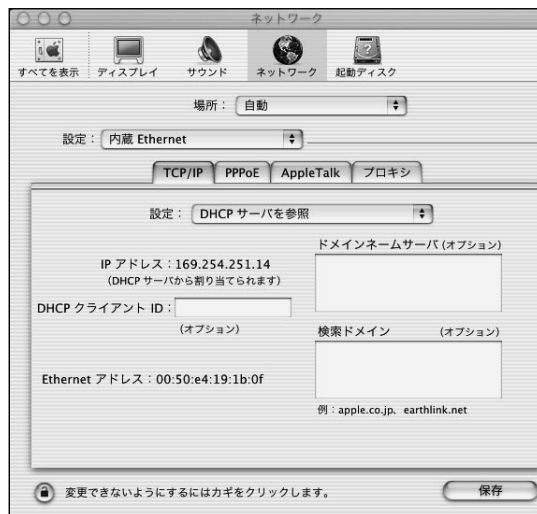 ネットワーク
すべてを表示 ディスプレイ サウンド ネットワーク 起動ディスク
場所： 自動
設定： 内蔵 Ethernet
TCP/IP PPPoE AppleTalk プロキシ
設定： DHCP サーバを参照
ドメインネームサーバ (オプション)
IP アドレス：169.254.251.14
(DHCP サーバから割り当てられます)
DHCP クライアント ID：
(オプション)
検索ドメイン (オプション)
Ethernet アドレス：00:50:e4:19:1b:0f
例：apple.co.jp、earthlink.net
変更できないようにするにはカギをクリックします。
保存